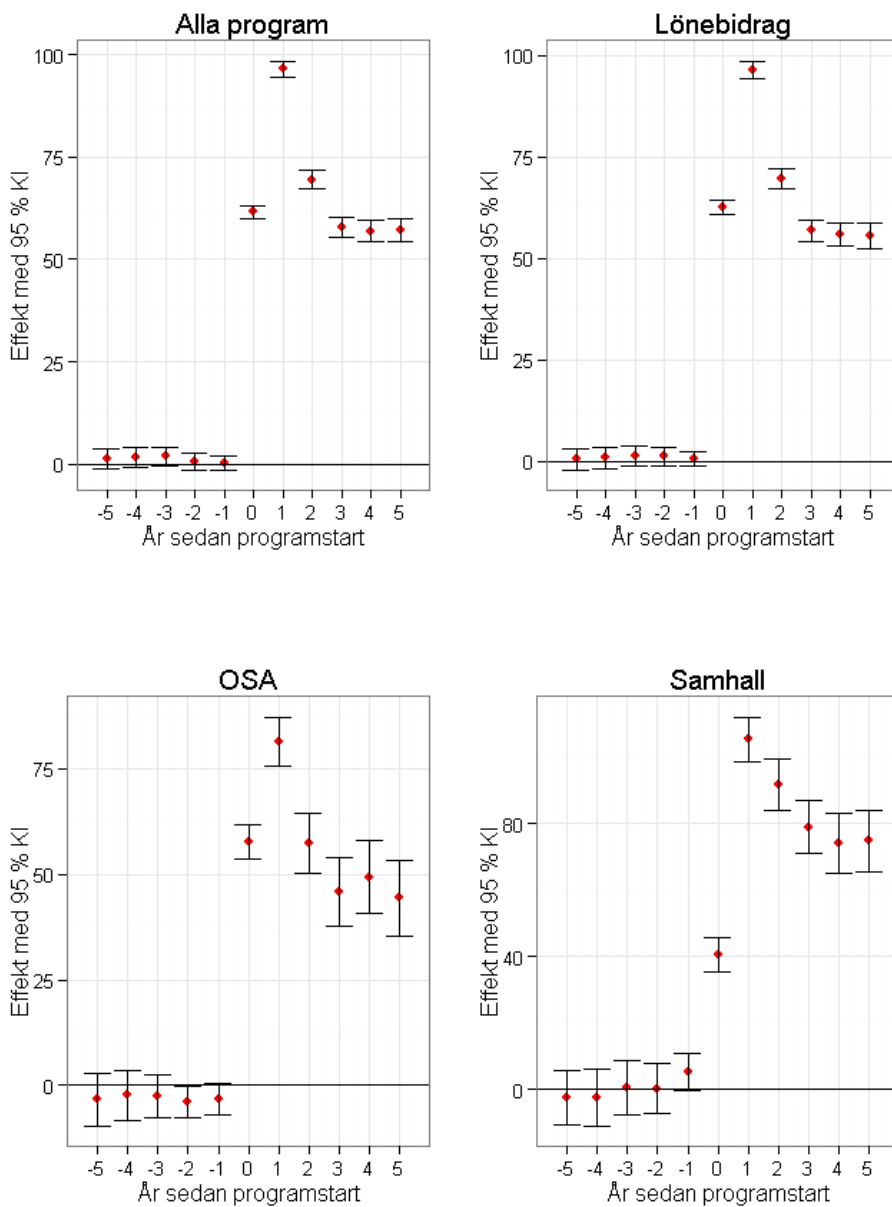 Alla program
Effekt med 95 % KI
100
75
50
25
0
-5 -4 -3 -2 -1 0 1 2 3 4 5
År sedan programstart
Lönebidrag
Effekt med 95 % KI
100
75
50
25
0
-5 -4 -3 -2 -1 0 1 2 3 4 5
År sedan programstart
OSA
Effekt med 95 % KI
75
50
25
0
-5 -4 -3 -2 -1 0 1 2 3 4 5
År sedan programstart
Samhall
Effekt med 95 % KI
80
40
0
-5 -4 -3 -2 -1 0 1 2 3 4 5
År sedan programstart